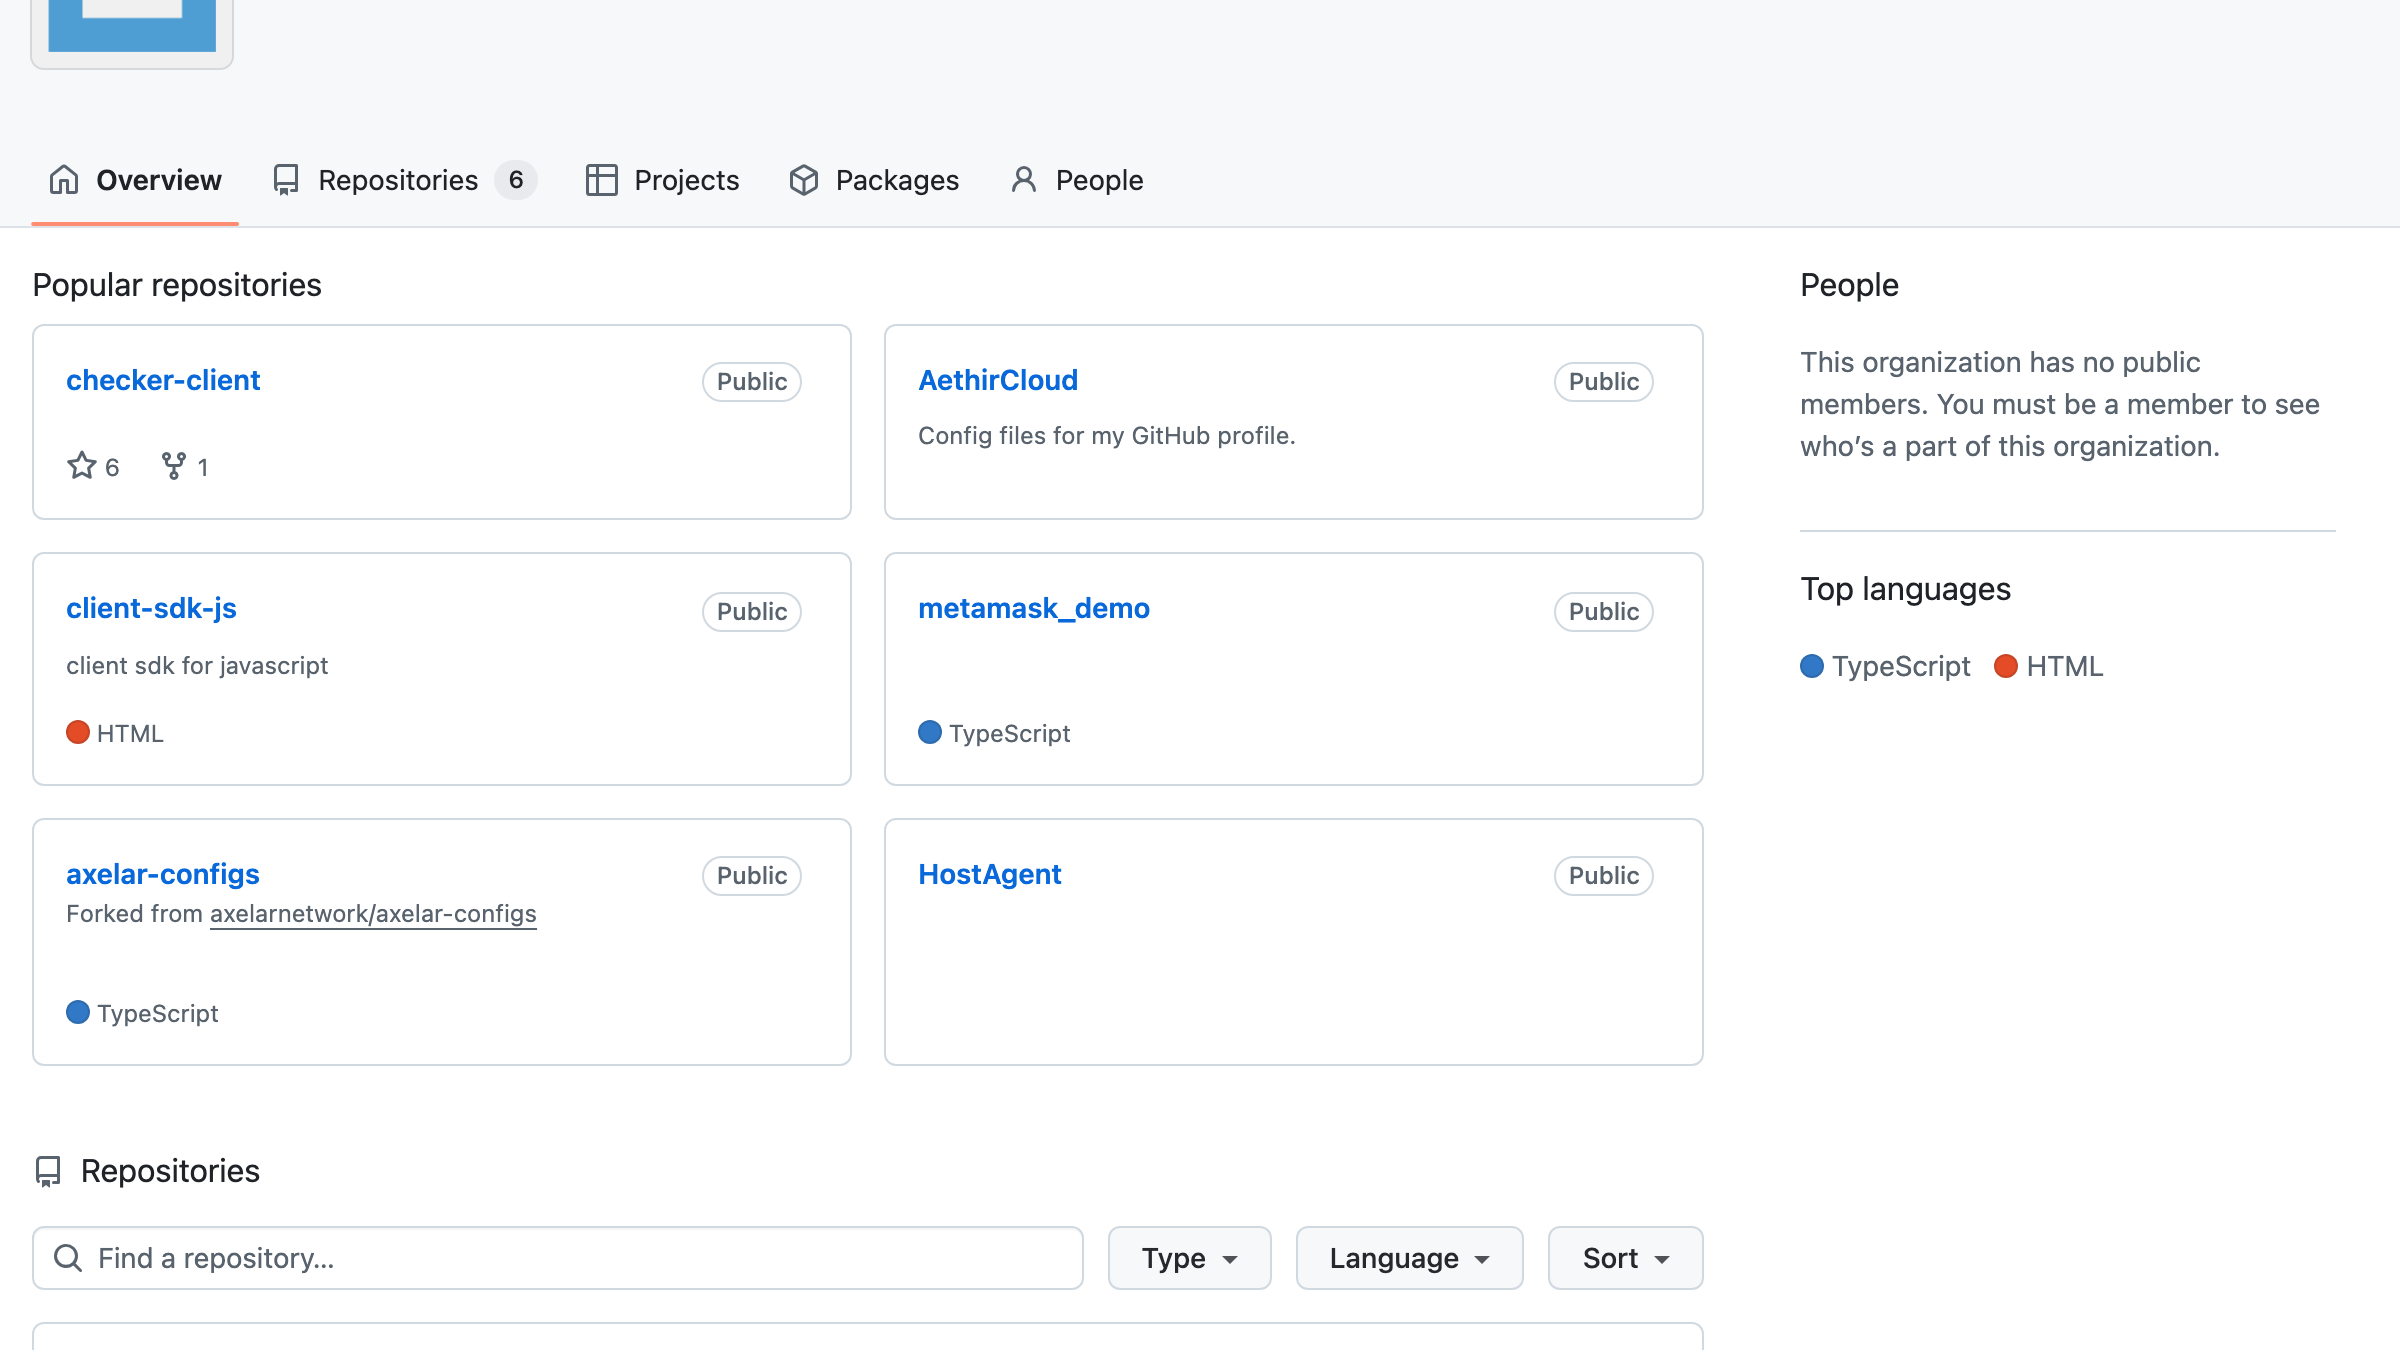 Overview
Repositories 6
Projects
Packages
People
Popular repositories
checker-client
Public
6 1
AethirCloud
Public
Config files for my GitHub profile.
client-sdk-js
Public
client sdk for javascript
HTML
metamask_demo
Public
TypeScript
axelar-configs
Public
Forked from axelarnetwork/axelar-configs
TypeScript
HostAgent
Public
People
This organization has no public
members. You must be a member to see
who’s a part of this organization.
Top languages
TypeScript HTML
Repositories
Find a repository…
Type
Language
Sort